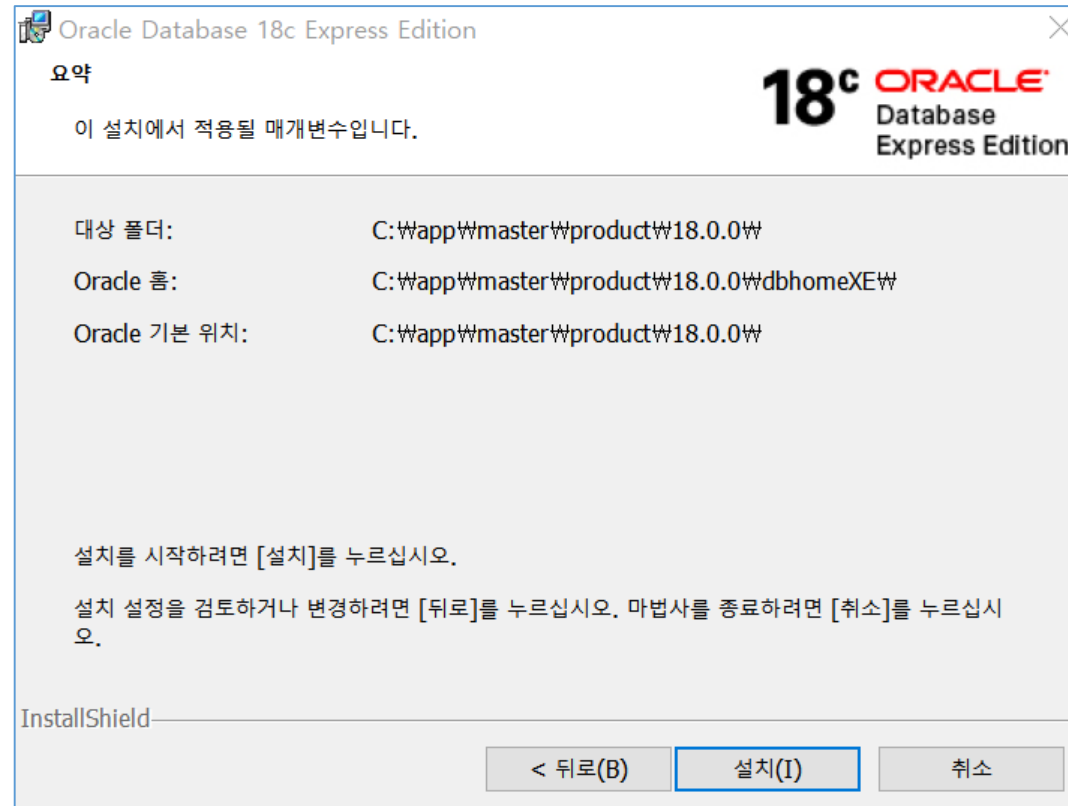 Oracle Database 18c Express Edition
요약
이 설치에서 적용될 매개변수입니다.
18c ORACLE
Database
Express Edition
대상 폴더: C:₩app₩master₩product₩18.0.0₩
Oracle 홈: C:₩app₩master₩product₩18.0.0₩dbhomeXE₩
Oracle 기본 위치: C:₩app₩master₩product₩18.0.0₩
설치를 시작하려면 [설치]를 누르십시오.
설치 설정을 검토하거나 변경하려면 [뒤로]를 누르십시오. 마법사를 종료하려면 [취소]를 누르십시
오.
InstallShield
< 뒤로(B) 설치(I) 취소